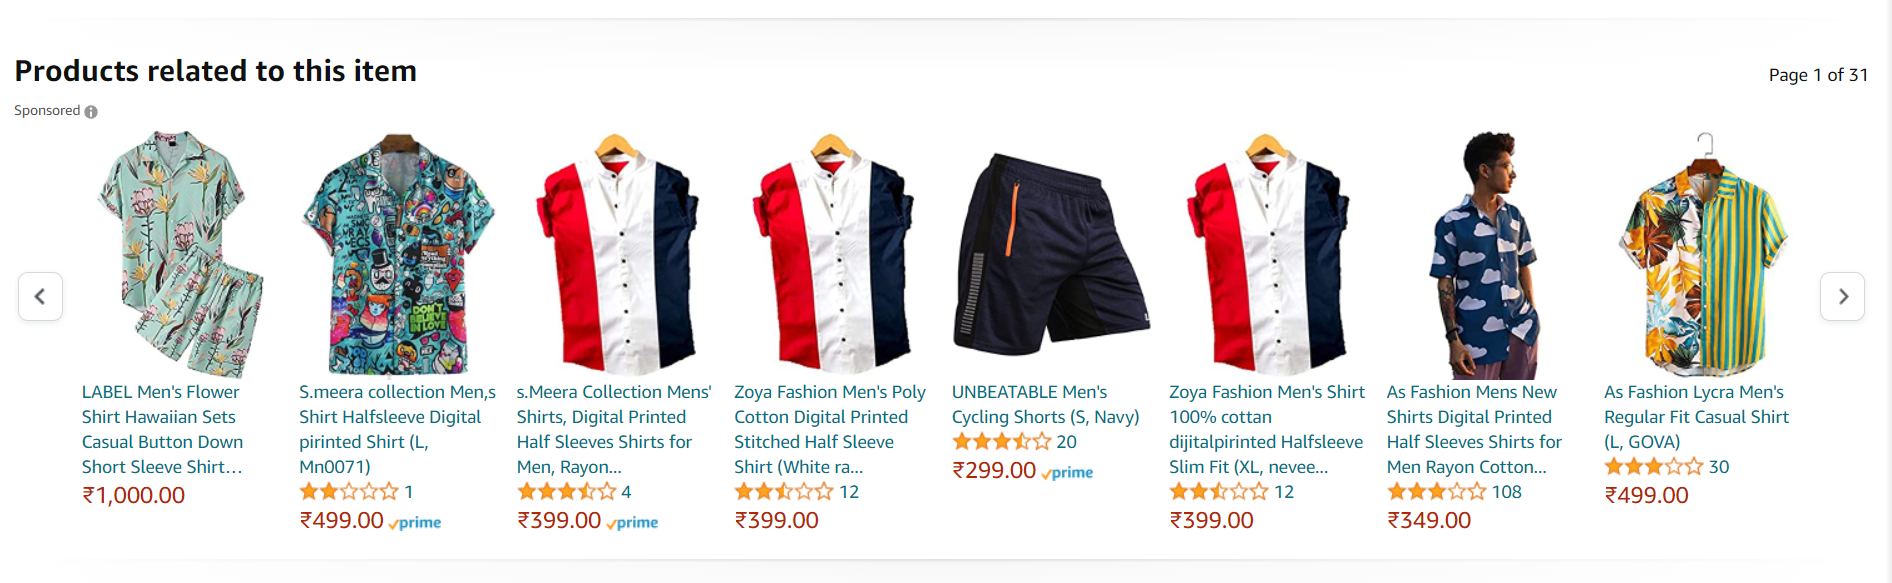 Products related to this item
Page 1 of 31
Sponsored
LABEL Men's Flower
Shirt Hawaiian Sets
Casual Button Down
Short Sleeve Shirt...
₹1,000.00
S.meera collection Men,s
Shirt Halfsleeve Digital
pirinted Shirt (L,
Mn0071)
1
₹499.00 prime
s.Meera Collection Mens'
Shirts, Digital Printed
Half Sleeves Shirts for
Men, Rayon...
4
₹399.00 prime
Zoya Fashion Men's Poly
Cotton Digital Printed
Stitched Half Sleeve
Shirt (White ra...
12
₹399.00
UNBEATABLE Men's
Cycling Shorts (S, Navy)
20
₹299.00 prime
Zoya Fashion Men's Shirt
100% cottan
dijitalpirinted Halfsleeve
Slim Fit (XL, nevee...
12
₹399.00
As Fashion Mens New
Shirts Digital Printed
Half Sleeves Shirts for
Men Rayon Cotton...
108
₹349.00
As Fashion Lycra Men's
Regular Fit Casual Shirt
(L, GOVA)
30
₹499.00
DON'T
BELIEVE
IN LOVE